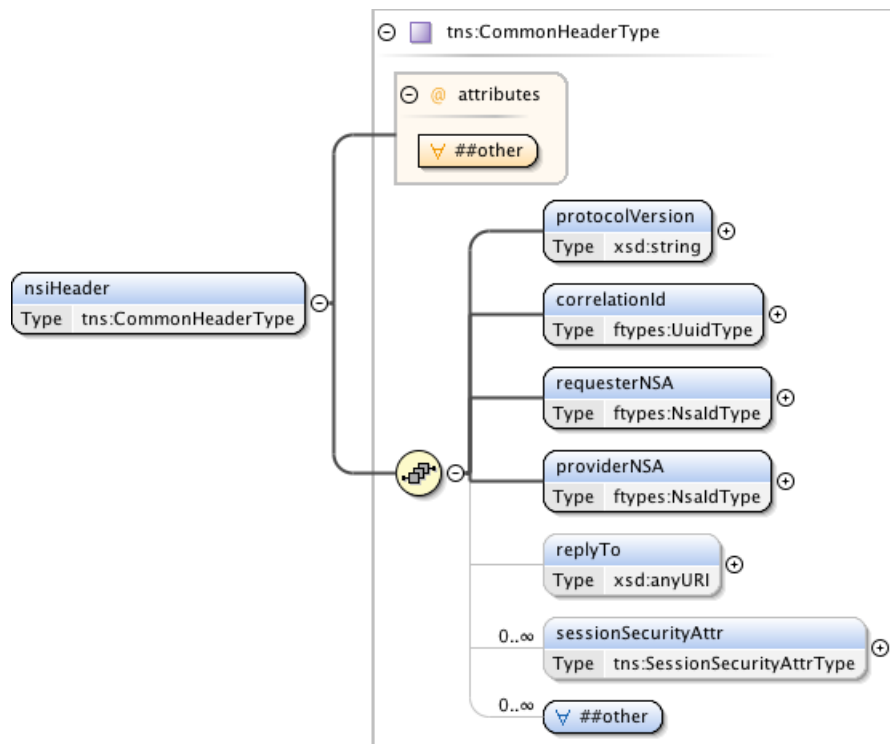 tns:CommonHeaderType
@ attributes
∀ ##other
protocolVersion
Type xsd:string
nsiHeader
Type tns:CommonHeaderType
correlationId
Type ftypes:UuidType
requesterNSA
Type ftypes:NsaIdType
providerNSA
Type ftypes:NsaIdType
replyTo
Type xsd:anyURI
0..∞
sessionSecurityAttr
Type tns:SessionSecurityAttrType
0..∞
∀ ##other